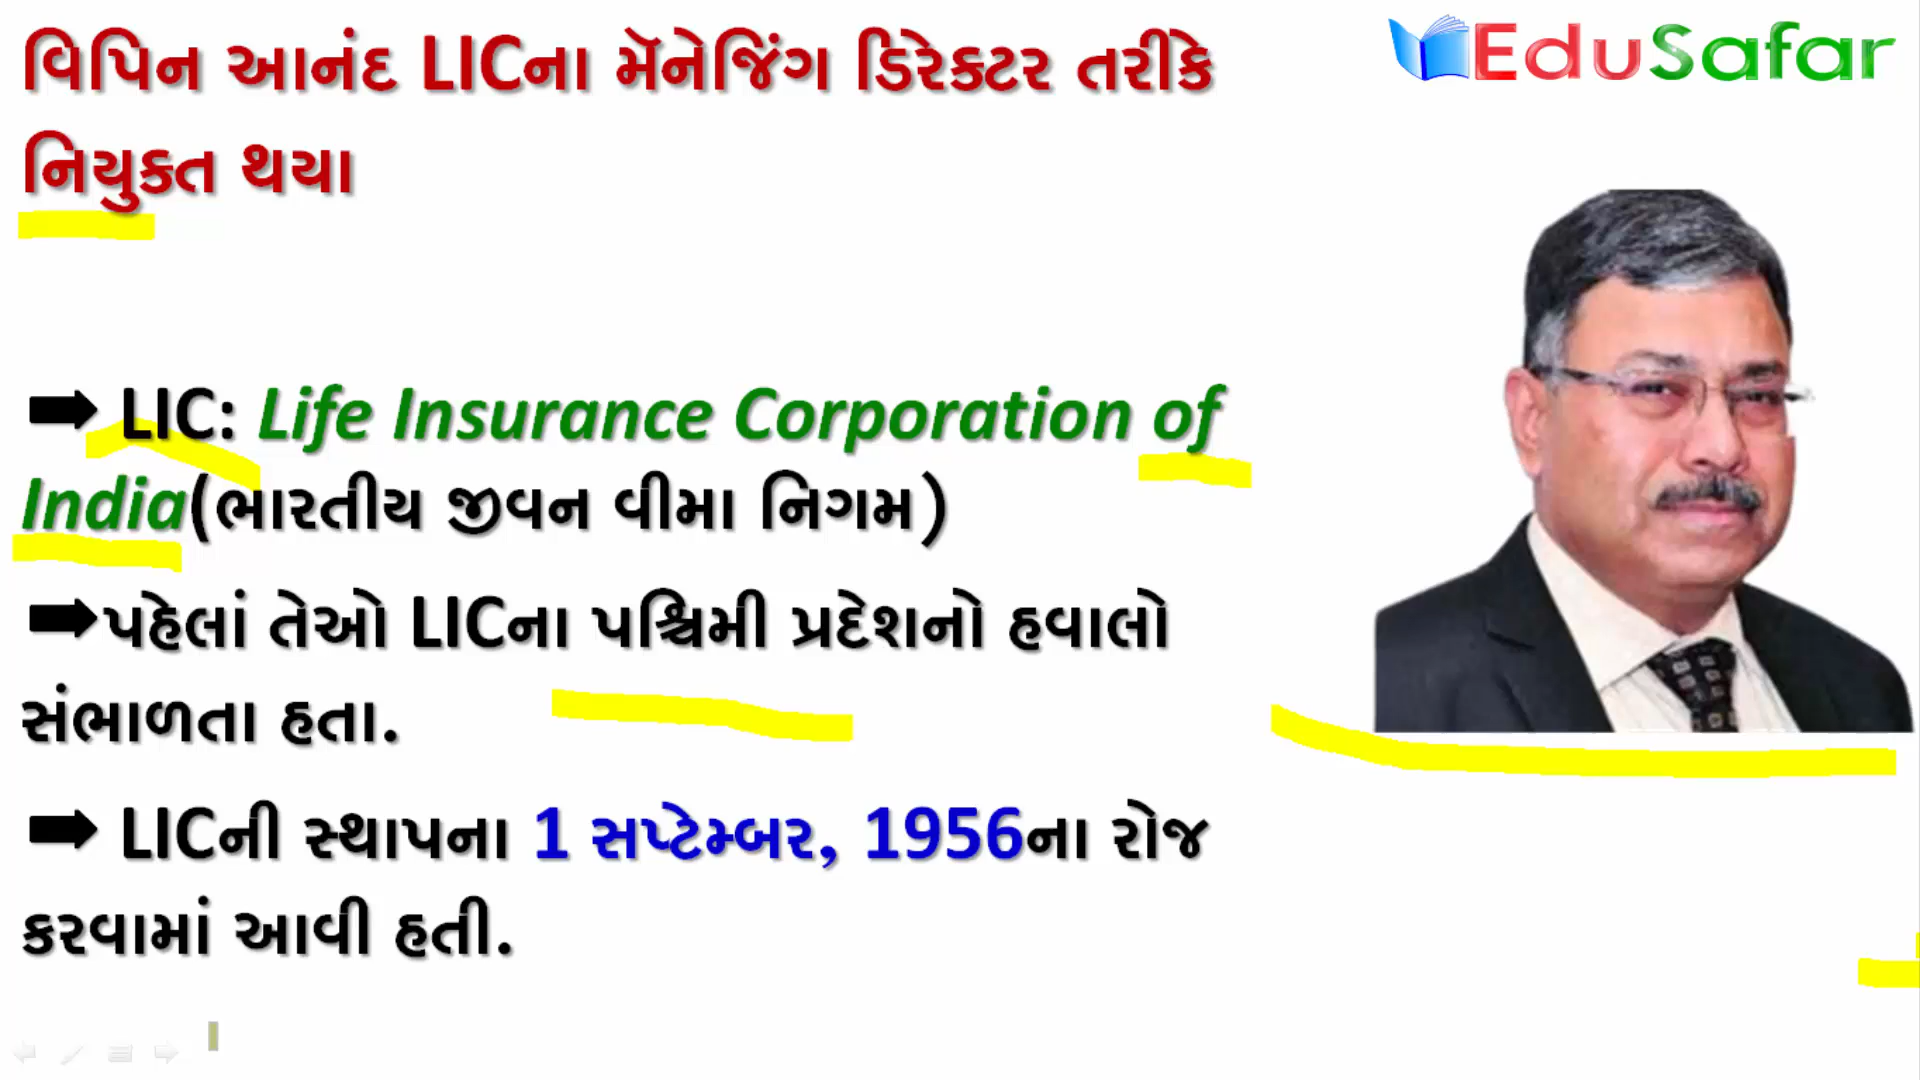 વિપિન આનંદ LICના મૅનેજિંગ ડિરેક્ટર તરીકે
નિયુક્ત થયા
EduSafar
➡ LIC: Life Insurance Corporation of
India(ભારતીય જીવન વીમા નિગમ)
➡પહેલાં તેઓ LICના પશ્ચિમી પ્રદેશનો હવાલો
સંભાળતા હતા.
➡ LICની સ્થાપના 1 સપ્ટેમ્બર, 1956ના રોજ
કરવામાં આવી હતી.